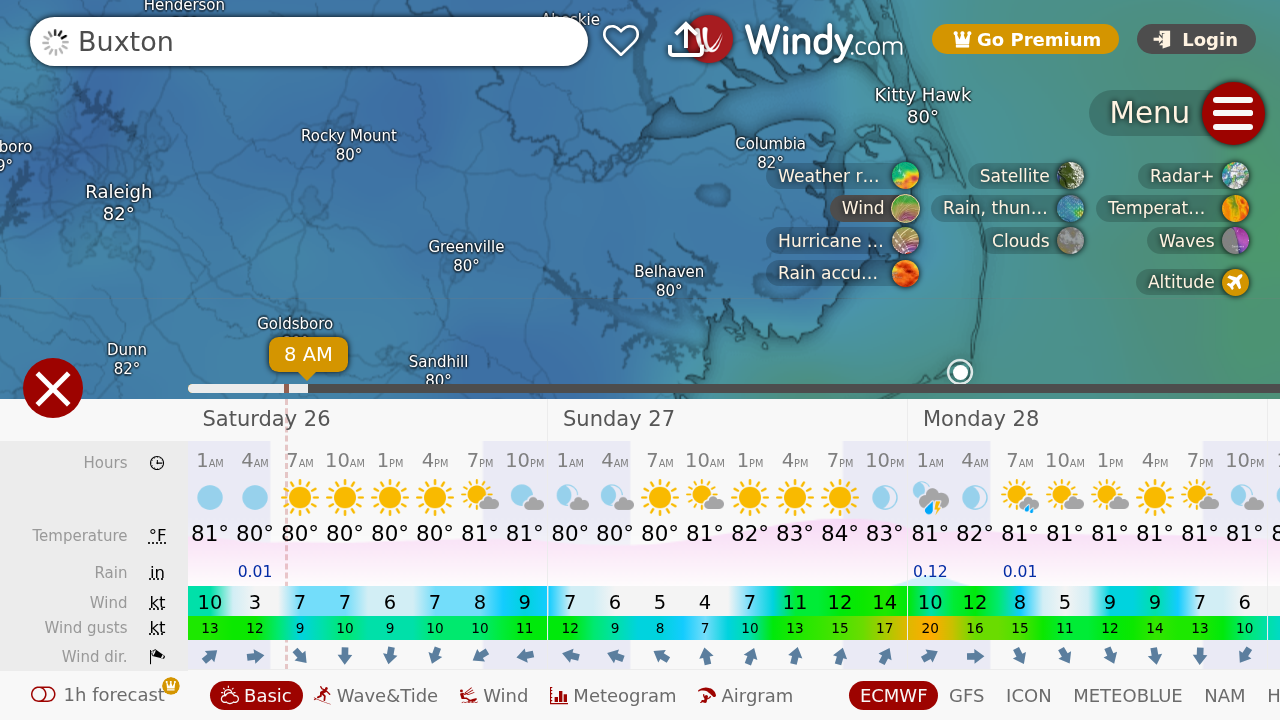 Henderson
Ahoskie
Buxton
Windy.com
Go Premium
Login
Menu
Kitty Hawk
80°
Rocky Mount
80°
Columbia
82°
boro
9°
Raleigh
82°
Weather r...
Satellite
Radar+
Wind
Rain, thun...
Temperat...
Hurricane ...
Clouds
Waves
Rain accu...
Altitude
Greenville
80°
Belhaven
80°
Goldsboro
8 AM
Dunn
82°
Sandhill
80°
Saturday 26 Sunday 27 Monday 28
Hours 1AM 4AM 7AM 10AM 1PM 4PM 7PM 10PM 1AM 4AM 7AM 10AM 1PM 4PM 7PM 10PM 1AM 4AM 7AM 10AM 1PM 4PM 7PM 10PM
Temperature °F 81° 80° 80° 80° 80° 80° 81° 81° 80° 80° 80° 81° 82° 83° 84° 83° 81° 82° 81° 81° 81° 81° 81° 81° 8
Rain in 0.01 0.12 0.01
Wind kt 10 3 7 7 6 7 8 9 7 6 5 4 7 11 12 14 10 12 8 5 9 9 7 6
Wind gusts kt 13 12 9 10 9 10 10 11 12 9 8 7 10 13 15 17 20 16 15 11 12 14 13 10
Wind dir.
1h forecast Basic Wave&Tide Wind Meteogram Airgram ECMWF GFS ICON METEOBLUE NAM H